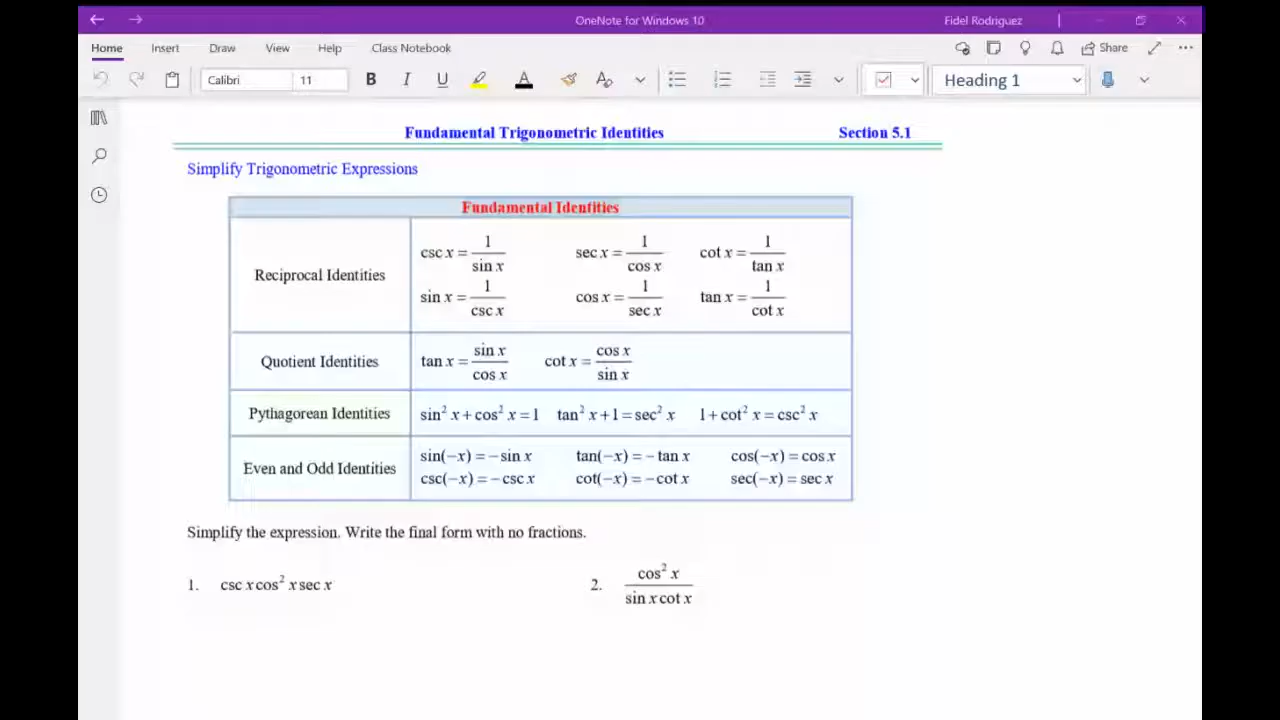 OneNote for Windows 10
Fidel Rodriguez
Home Insert Draw View Help Class Notebook
Share
Calibri 11 B I U A Heading 1
Fundamental Trigonometric Identities Section 5.1
Simplify Trigonometric Expressions
Fundamental Identities
Reciprocal Identities
csc x = 1/sin x sec x = 1/cos x cot x = 1/tan x
sin x = 1/csc x cos x = 1/sec x tan x = 1/cot x
Quotient Identities
tan x = sin x/cos x cot x = cos x/sin x
Pythagorean Identities
sin² x + cos² x = 1 tan² x + 1 = sec² x 1 + cot² x = csc² x
Even and Odd Identities
sin(−x) = −sin x tan(−x) = −tan x cos(−x) = cos x
csc(−x) = −csc x cot(−x) = −cot x sec(−x) = sec x
Simplify the expression. Write the final form with no fractions.
1. csc x cos² x sec x
2. cos² x/sin x cot x